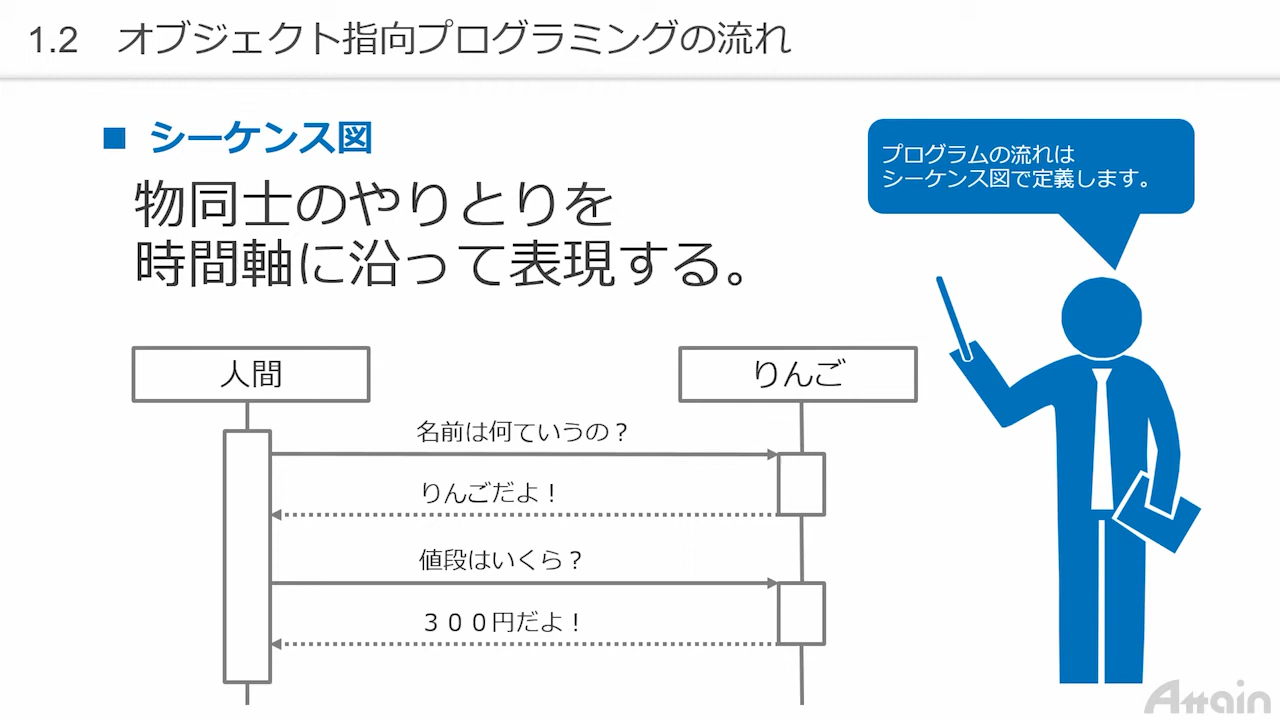 1.2 オブジェクト指向プログラミングの流れ
■ シーケンス図
物同士のやりとりを
時間軸に沿って表現する。
プログラムの流れは
シーケンス図で定義します。
人間
りんご
名前は何ていうの？
りんごだよ！
値段はいくら？
３００円だよ！
Attain